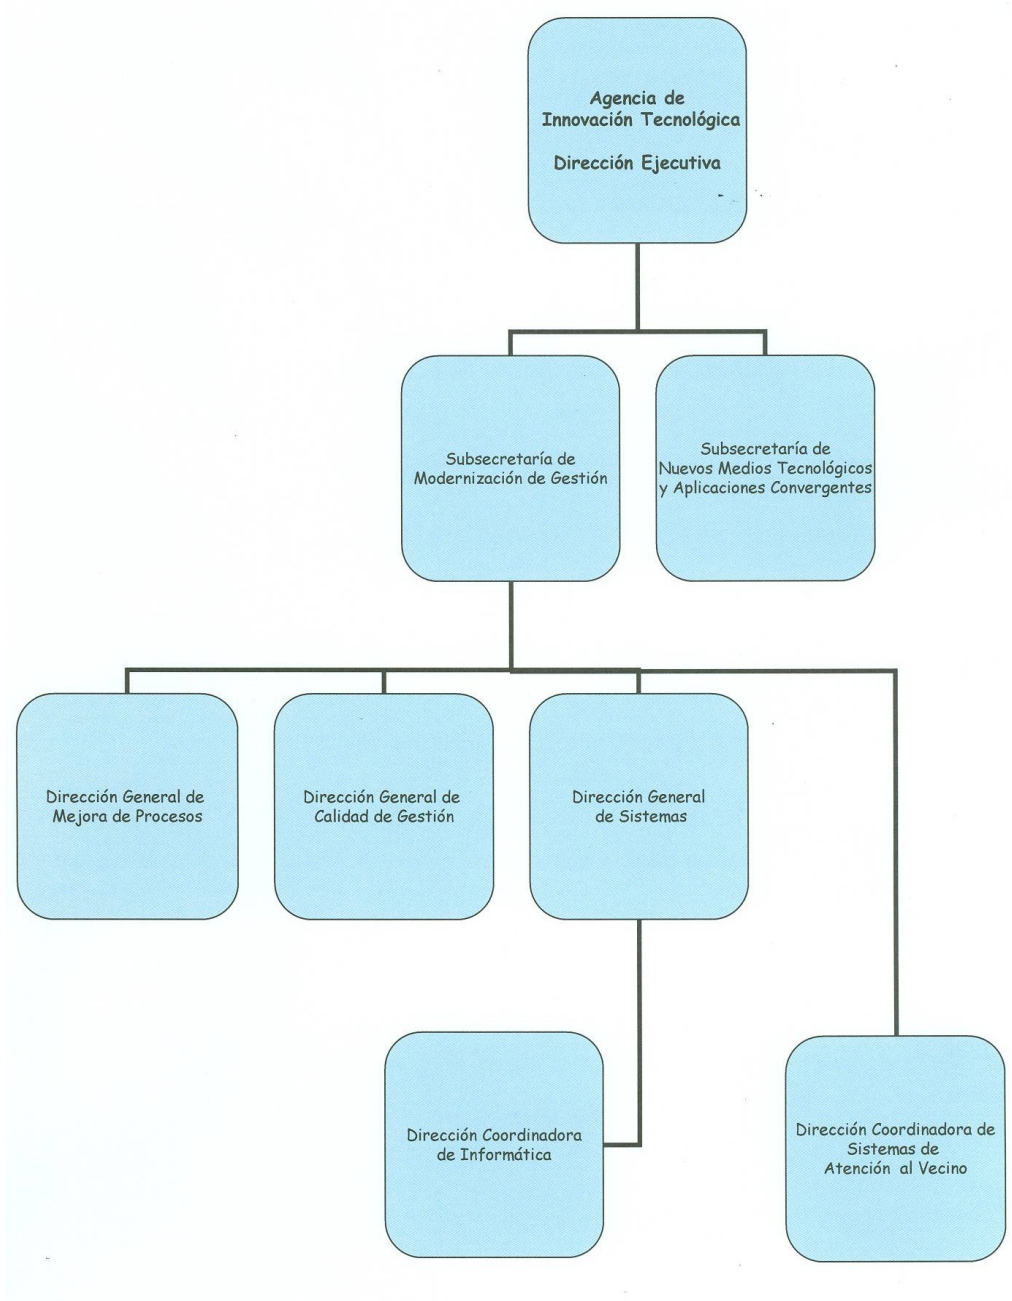 Agencia de
Innovación Tecnológica
Dirección Ejecutiva
Subsecretaría de
Modernización de Gestión
Subsecretaría de
Nuevos Medios Tecnológicos
y Aplicaciones Convergentes
Dirección General de
Mejora de Procesos
Dirección General de
Calidad de Gestión
Dirección General
de Sistemas
Dirección Coordinadora
de Informática
Dirección Coordinadora de
Sistemas de
Atención al Vecino